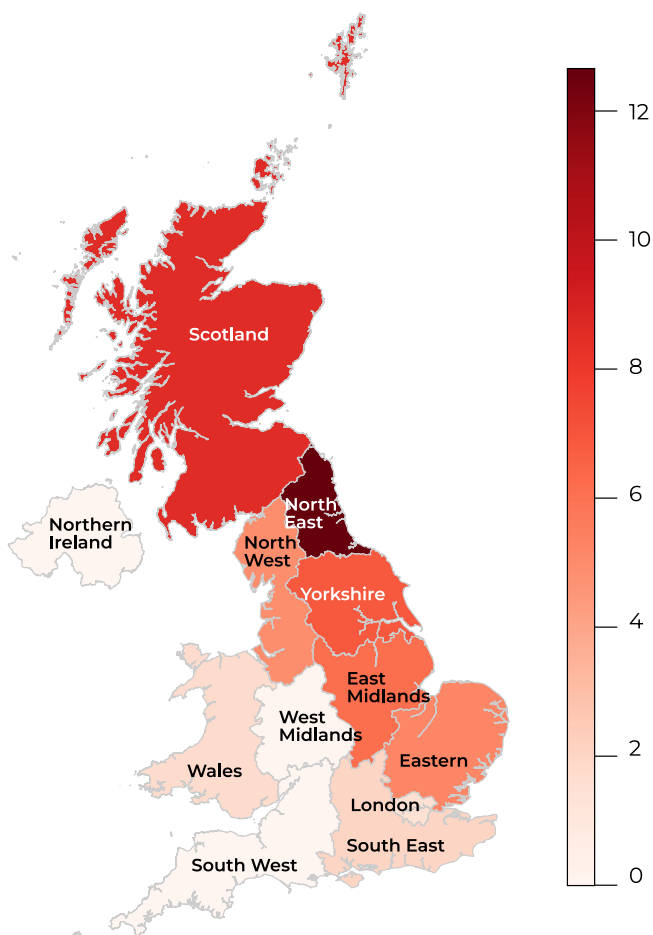 12
10
8
6
4
2
0
Scotland
North
East
Northern
Ireland
North
West
Yorkshire
East
Midlands
West
Midlands
Eastern
Wales
London
South East
South West